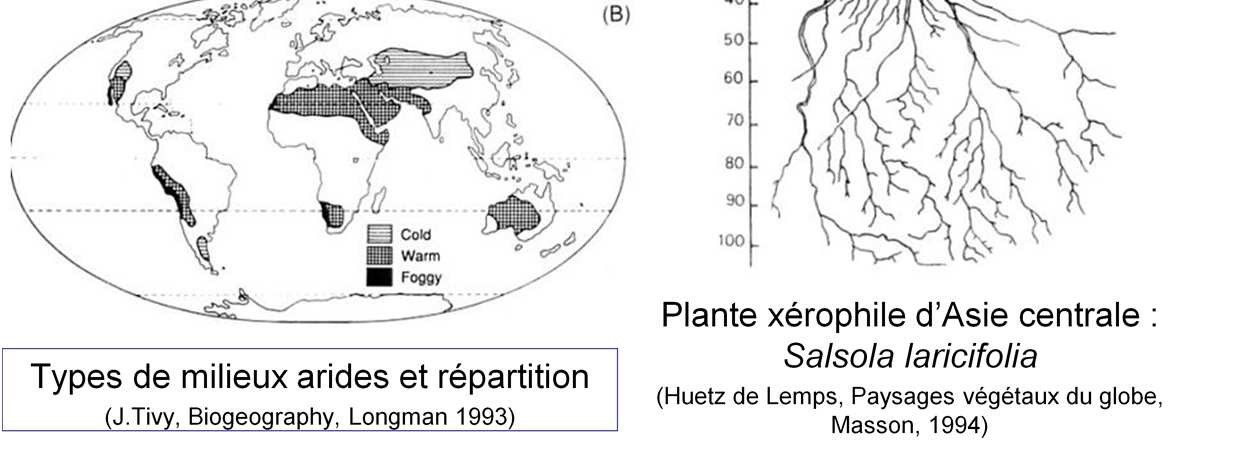 (B)
Cold
Warm
Foggy
Types de milieux arides et répartition
(J.Tivy, Biogeography, Longman 1993)
50
60
70
80
90
100
Plante xérophile d’Asie centrale :
Salsola laricifolia
(Huetz de Lemps, Paysages végétaux du globe,
Masson, 1994)